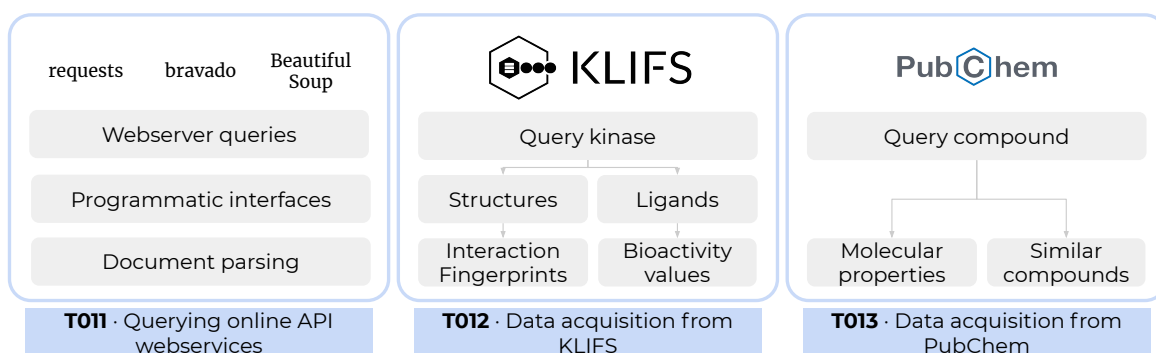 requests
bravado
Beautiful
Soup
Webserver queries
Programmatic interfaces
Document parsing
T011 · Querying online API
webservices
KLIFS
Query kinase
Structures
Ligands
Interaction
Fingerprints
Bioactivity
values
T012 · Data acquisition from
KLIFS
PubChem
Query compound
Molecular
properties
Similar
compounds
T013 · Data acquisition from
PubChem